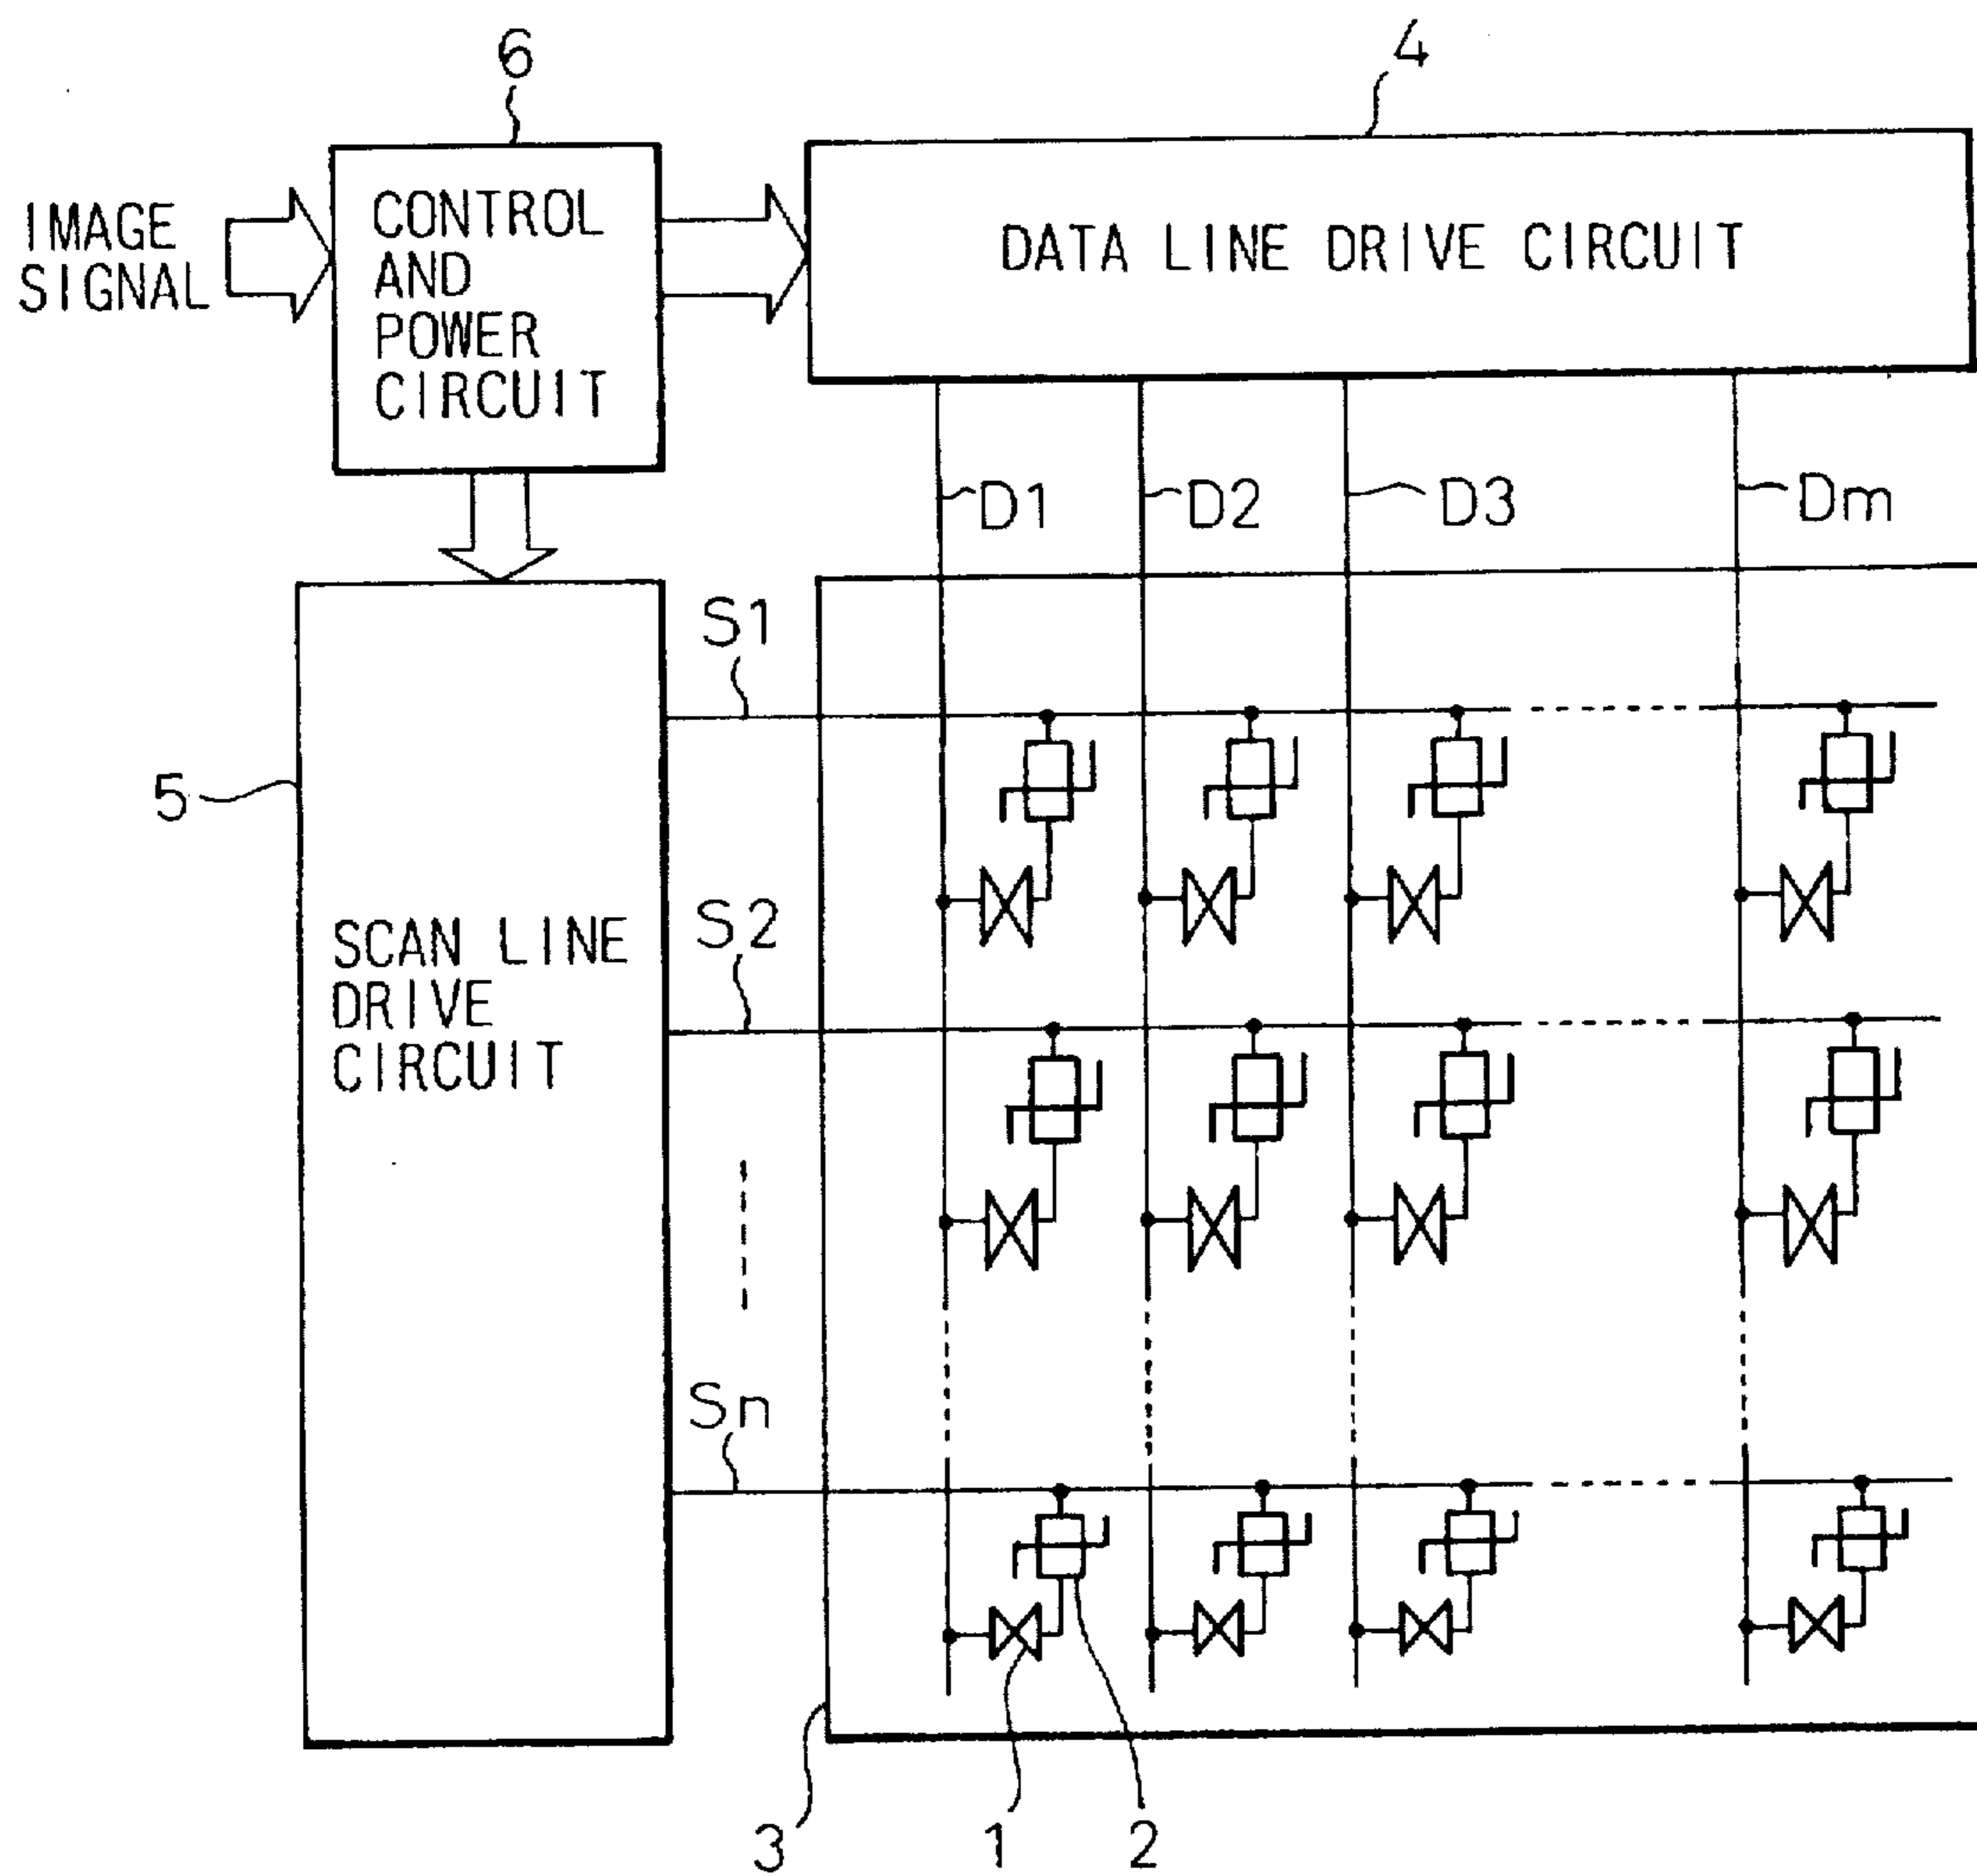 6
4
IMAGE
SIGNAL
CONTROL
AND
POWER
CIRCUIT
DATA LINE DRIVE CIRCUIT
D1
D2
D3
Dm
S1
5
S2
SCAN LINE
DRIVE
CIRCUIT
Sn
3
1
2